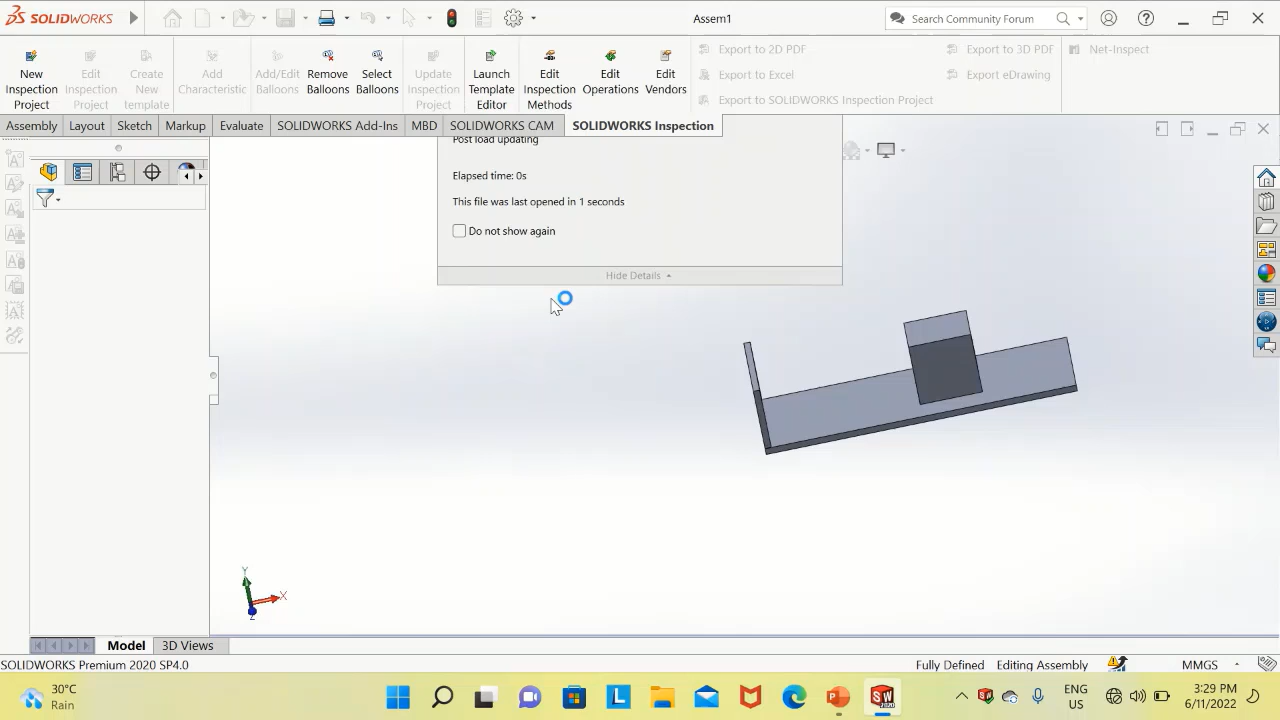 SOLIDWORKS
Assem1
Search Community Forum
New Inspection Project
Edit Inspection Project
Create New template
Add Characteristic
Add/Edit Balloons
Remove Balloons
Select Balloons
Update Inspection Project
Launch Template Editor
Edit Inspection Methods
Edit Operations
Edit Vendors
Export to 2D PDF
Export to Excel
Export to SOLIDWORKS Inspection Project
Export to 3D PDF
Export eDrawing
Net-Inspect
Assembly
Layout
Sketch
Markup
Evaluate
SOLIDWORKS Add-Ins
MBD
SOLIDWORKS CAM
SOLIDWORKS Inspection
Post load updating
Elapsed time: 0s
This file was last opened in 1 seconds
Do not show again
Hide Details
Y
X
Z
Model
3D Views
SOLIDWORKS Premium 2020 SP4.0
Fully Defined
Editing Assembly
MMGS
30°C
Rain
ENG
US
3:29 PM
6/11/2022